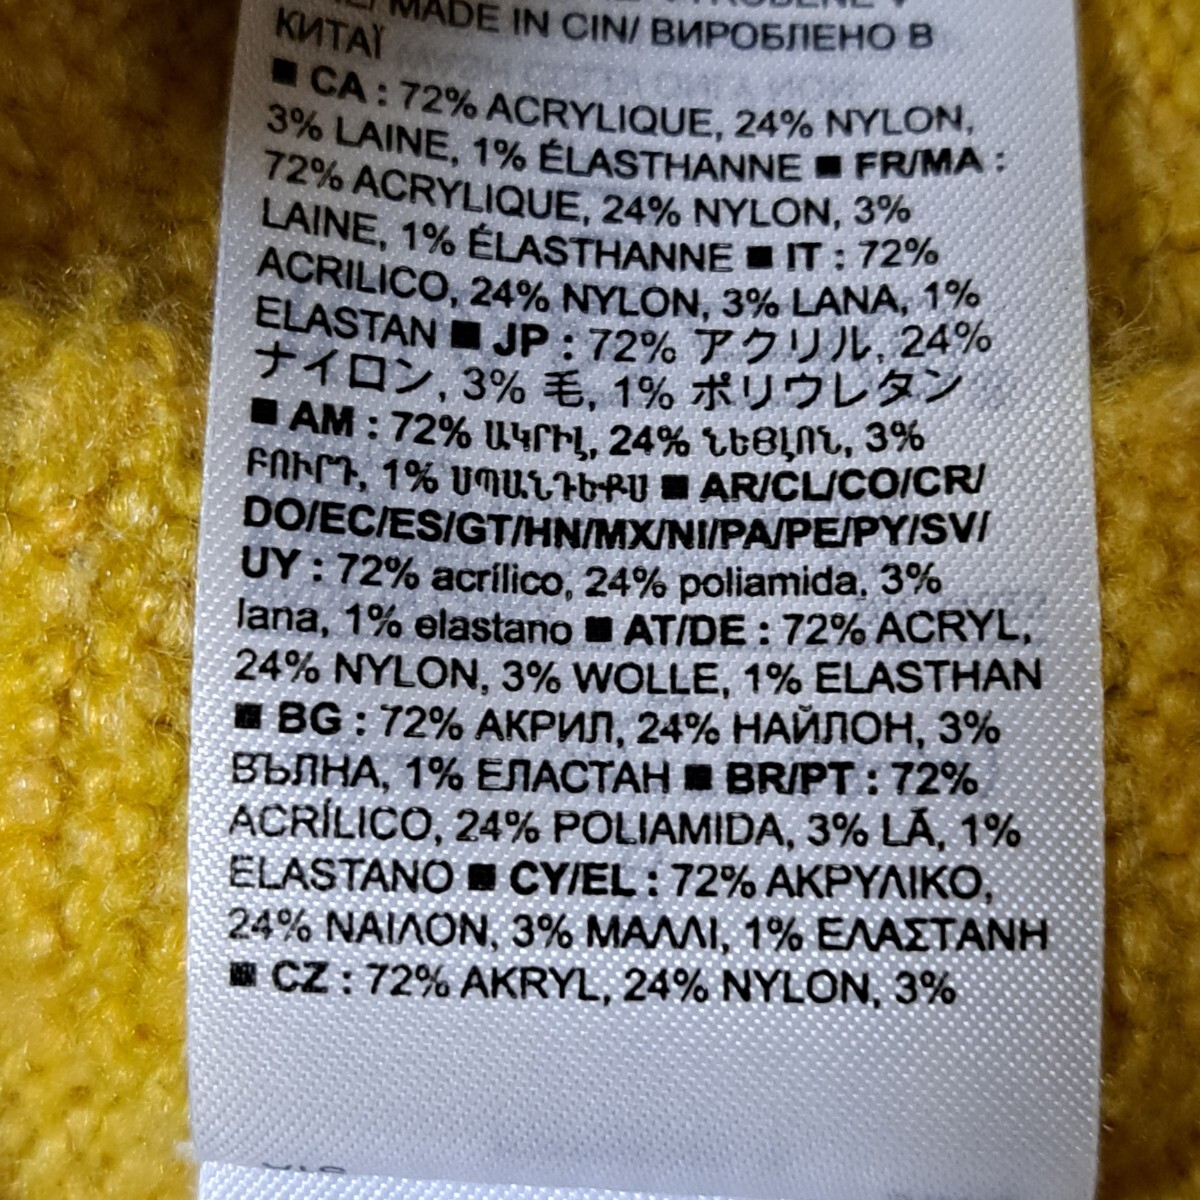 MADE IN CIN/ ВИРОБЛЕНО В
КИТАЇ
■ CA : 72% ACRYLIQUE, 24% NYLON,
3% LAINE, 1% ÉLASTHANNE ■ FR/MA :
72% ACRYLIQUE, 24% NYLON, 3%
LAINE, 1% ÉLASTHANNE ■ IT : 72%
ACRILICO, 24% NYLON, 3% LANA, 1%
ELASTAN ■ JP : 72% アクリル, 24%
ナイロン, 3% 毛, 1% ポリウレタン
■ AM : 72% ԱԿՐԻԼ, 24% ՆԵՅԼՈՆ, 3%
ԲՈՒՐԴ, 1% ՍՊԱՆԴԵՔՍ ■ AR/CL/CO/CR/
DO/EC/ES/GT/HN/MX/NI/PA/PE/PY/SV/
UY : 72% acrílico, 24% poliamida, 3%
lana, 1% elastano ■ AT/DE : 72% ACRYL,
24% NYLON, 3% WOLLE, 1% ELASTHAN
■ BG : 72% АКРИЛ, 24% НАЙЛОН, 3%
ВЪЛНА, 1% ЕЛАСТАН ■ BR/PT : 72%
ACRÍLICO, 24% POLIAMIDA, 3% LÃ, 1%
ELASTANO ■ CY/EL : 72% ΑΚΡΥΛΙΚΟ,
24% ΝΑΙΛΟΝ, 3% ΜΑΛΛΙ, 1% ΕΛΑΣΤΑΝΗ
■ CZ : 72% AKRYL, 24% NYLON, 3%